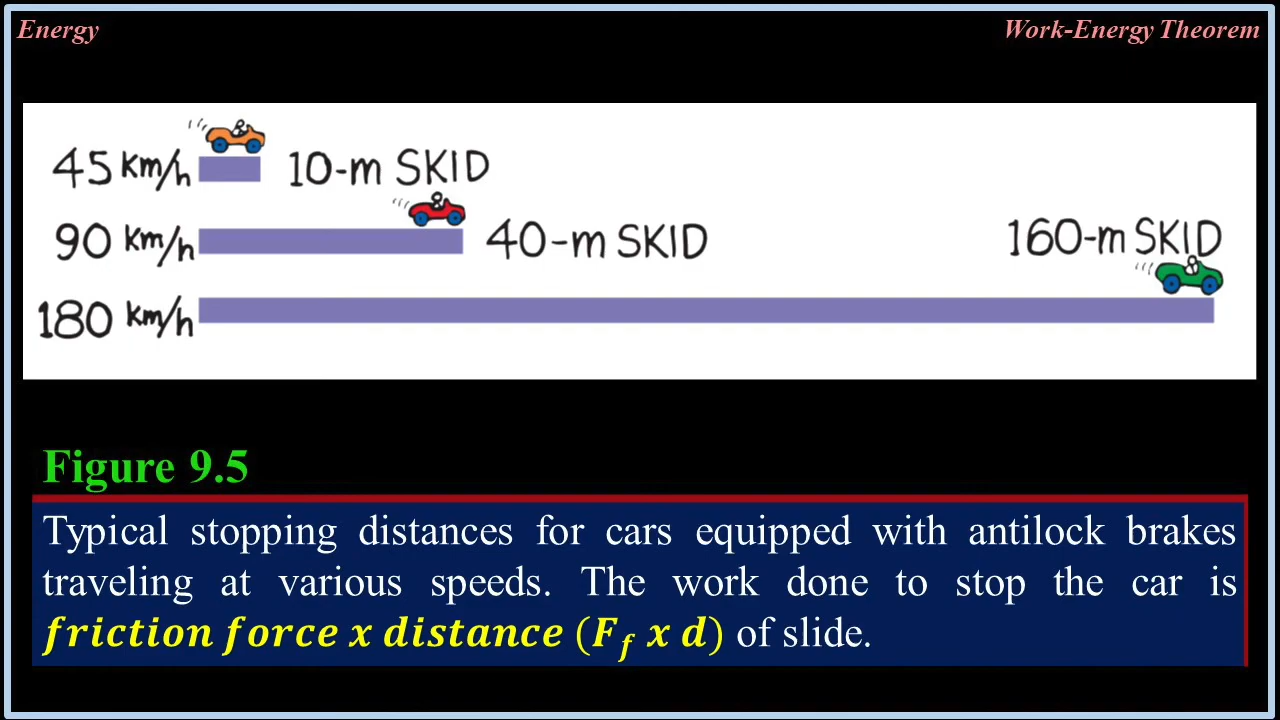 Energy
Work-Energy Theorem
45 km/h 10-m SKID
90 km/h 40-m SKID
160-m SKID
180 km/h
Figure 9.5
Typical stopping distances for cars equipped with antilock brakes
traveling at various speeds. The work done to stop the car is
friction force x distance (F_f x d) of slide.